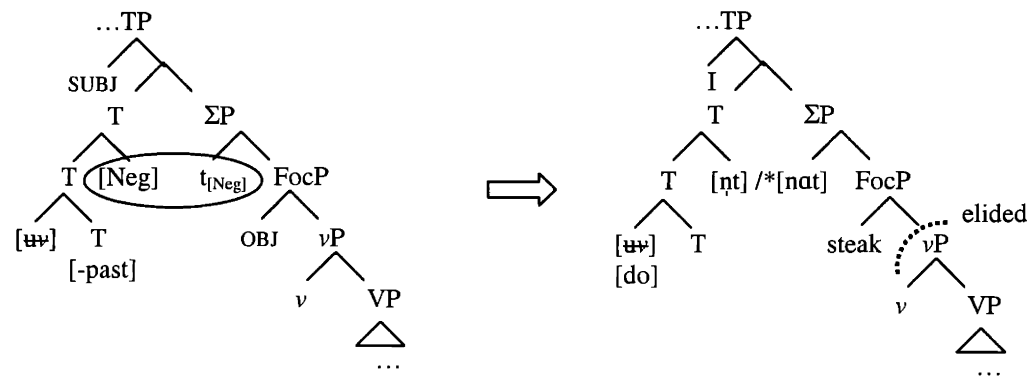 …TP …TP
SUBJ I
T ΣP T ΣP
T [Neg] t[Neg] FocP T [n̩t] /*[nɑt] FocP
elided
[uv] T OBJ vP [uv] T steak vP
[-past] [do]
v VP v VP
… …